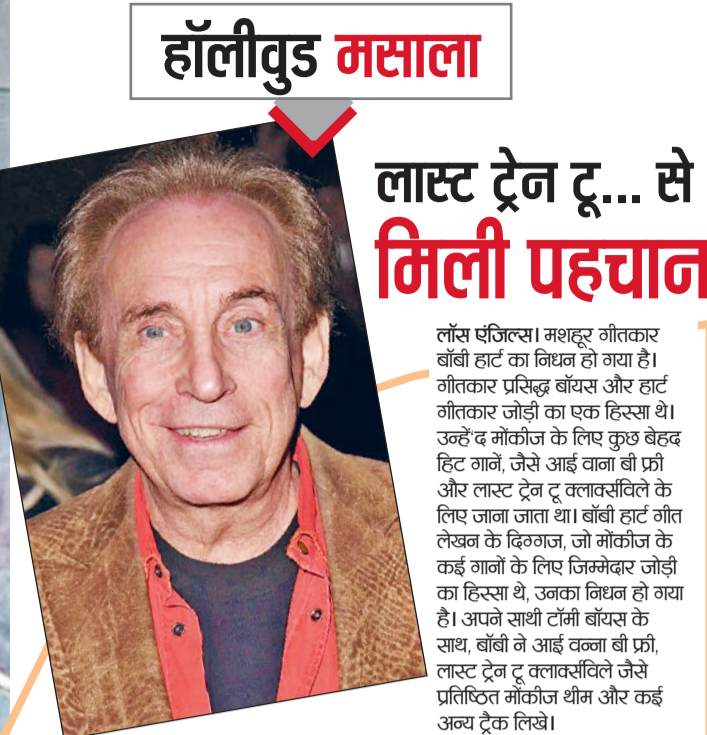 हॉलीवुड मसाला
लास्ट ट्रेन टू... से
मिली पहचान
लॉस एंजिल्स। मशहूर गीतकार
बॉबी हार्ट का निधन हो गया है।
गीतकार प्रसिद्ध बॉयस और हार्ट
गीतकार जोड़ी का एक हिस्सा थे।
उन्हें द मोंकीज के लिए कुछ बेहद
हिट गानें, जैसे आई वाना बी फ्री
और लास्ट ट्रेन टू क्लार्क्सविले के
लिए जाना जाता था। बॉबी हार्ट गीत
लेखन के दिग्गज, जो मोंकीज के
कई गानों के लिए जिम्मेदार जोड़ी
का हिस्सा थे, उनका निधन हो गया
है। अपने साथी टॉमी बॉयस के
साथ, बॉबी ने आई वन्ना बी फ्री,
लास्ट ट्रेन टू क्लार्क्सविले जैसे
प्रतिष्ठित मोंकीज थीम और कई
अन्य ट्रैक लिखे।